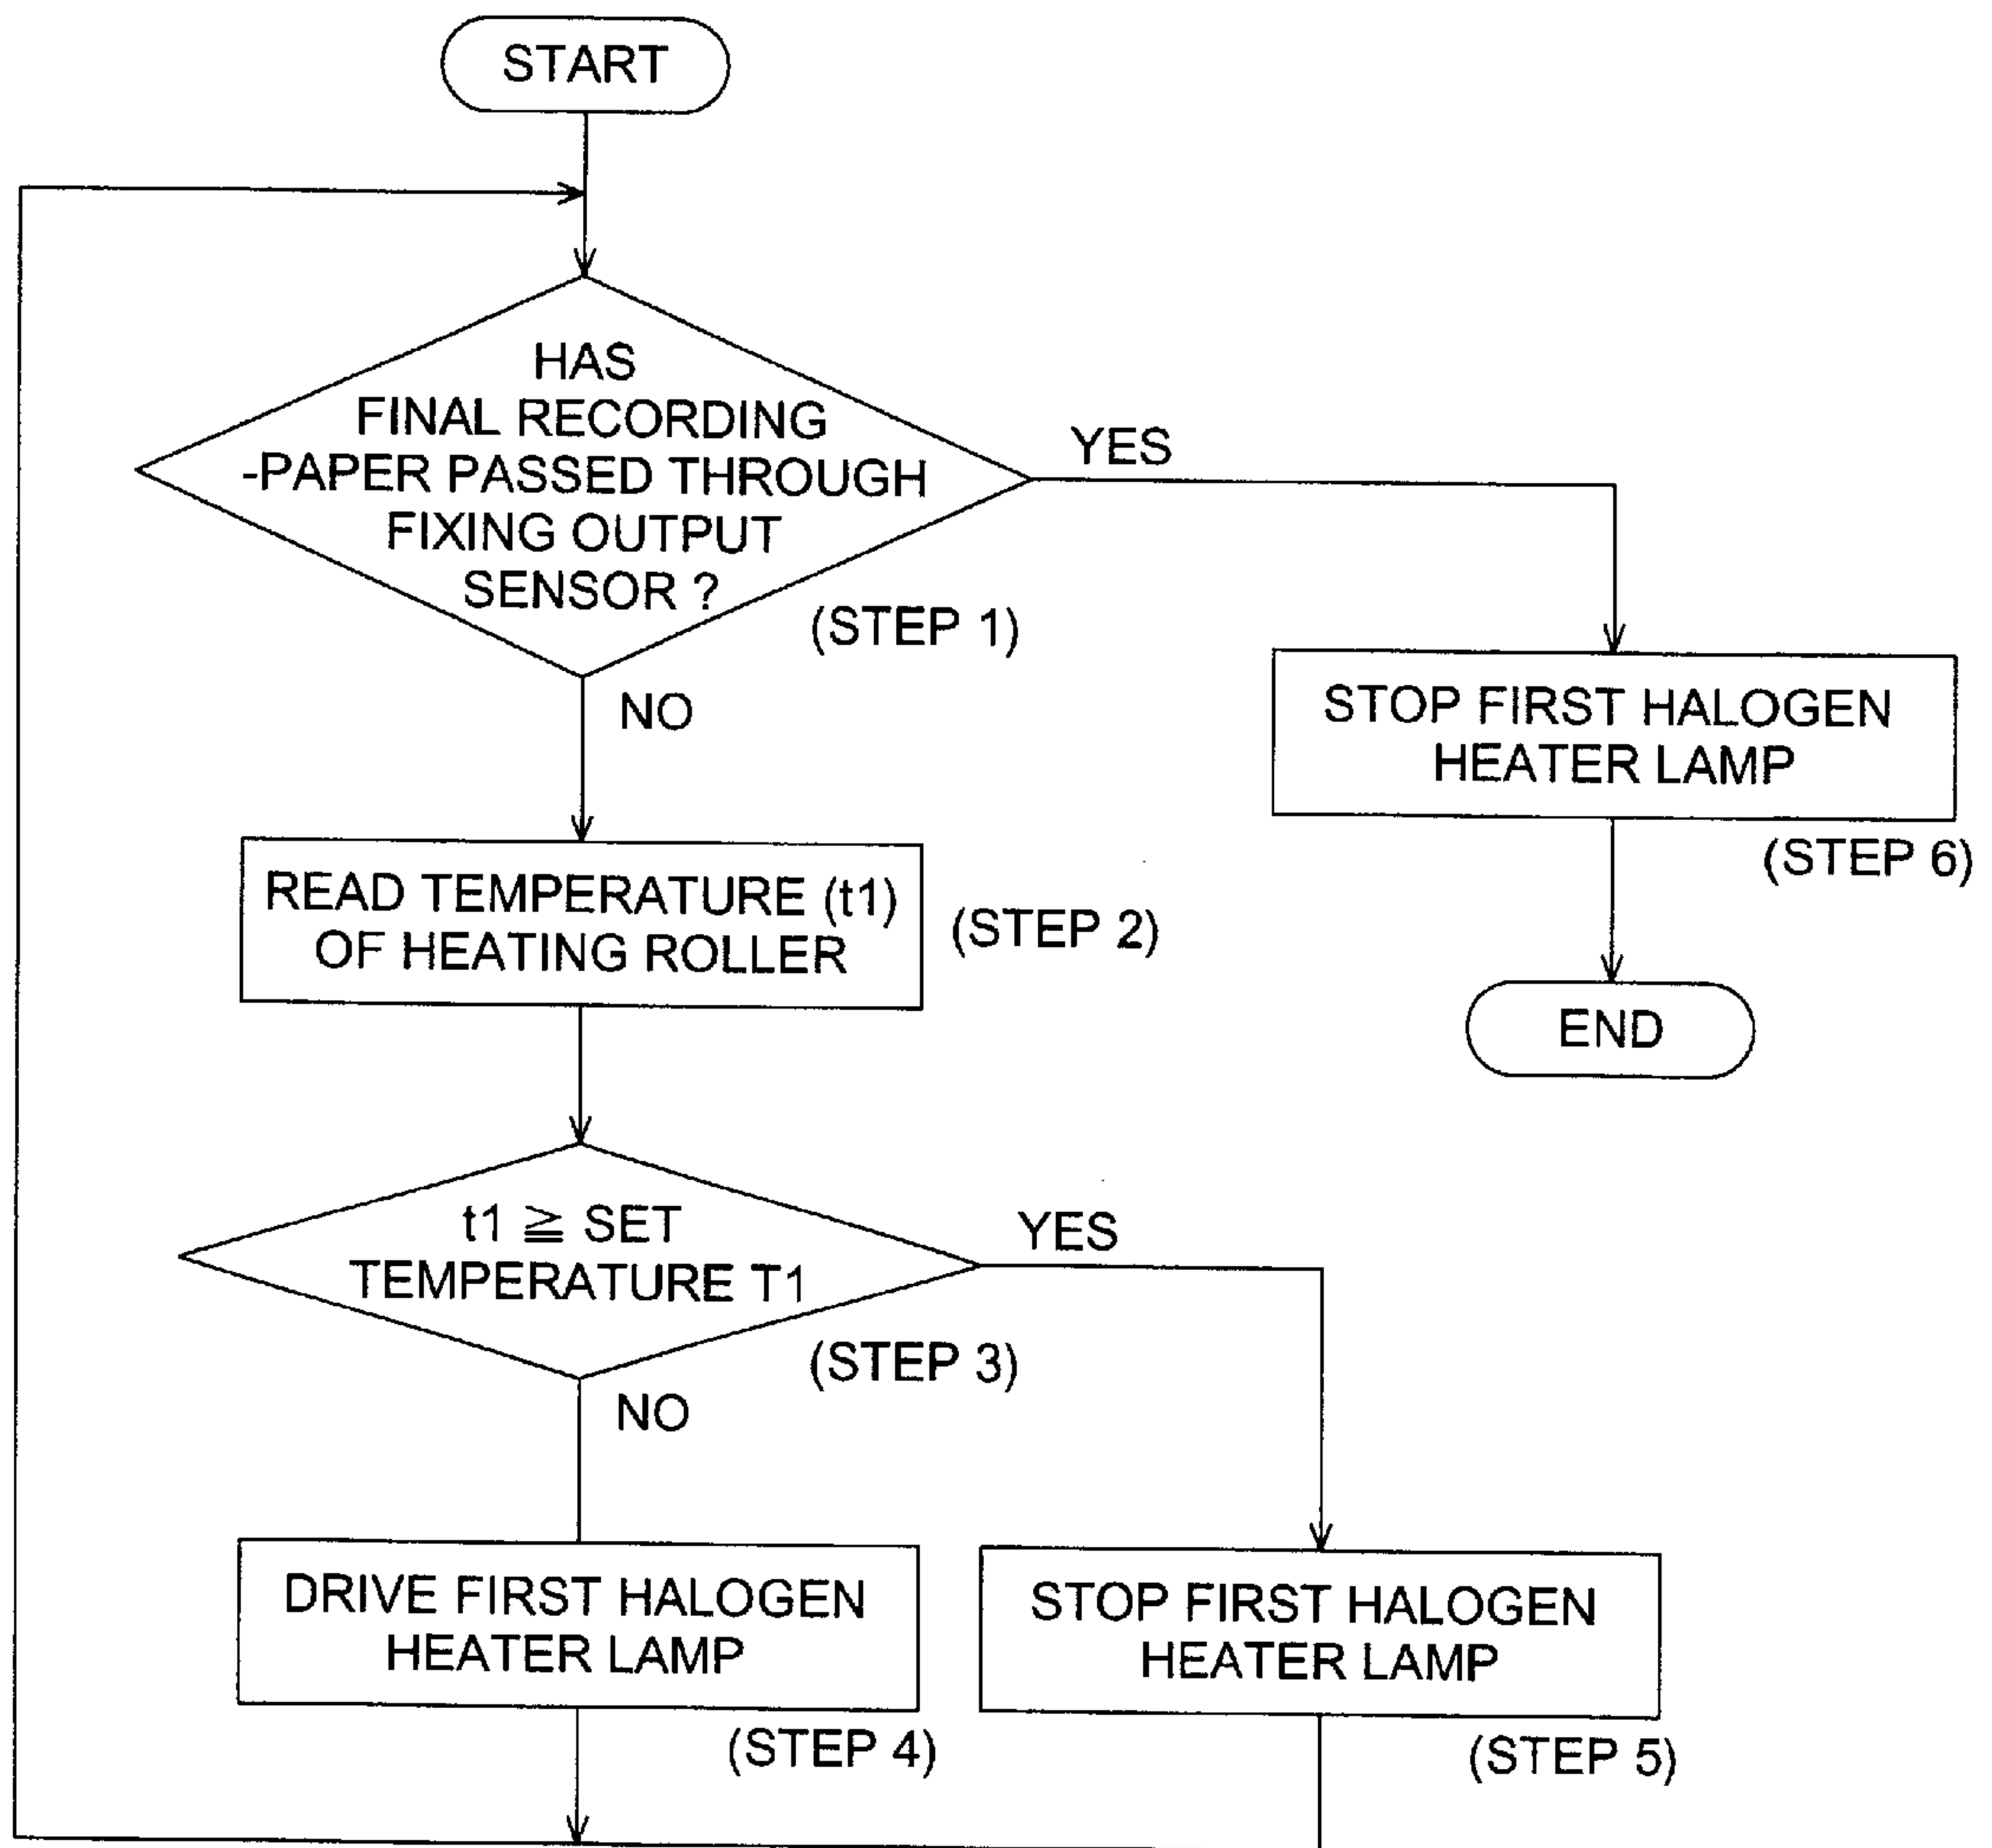 START
HAS
FINAL RECORDING
-PAPER PASSED THROUGH
FIXING OUTPUT
SENSOR ?
(STEP 1)
YES
NO
STOP FIRST HALOGEN
HEATER LAMP
(STEP 6)
END
READ TEMPERATURE (t1)
OF HEATING ROLLER
(STEP 2)
t1 ≧ SET
TEMPERATURE T1
(STEP 3)
YES
NO
DRIVE FIRST HALOGEN
HEATER LAMP
(STEP 4)
STOP FIRST HALOGEN
HEATER LAMP
(STEP 5)